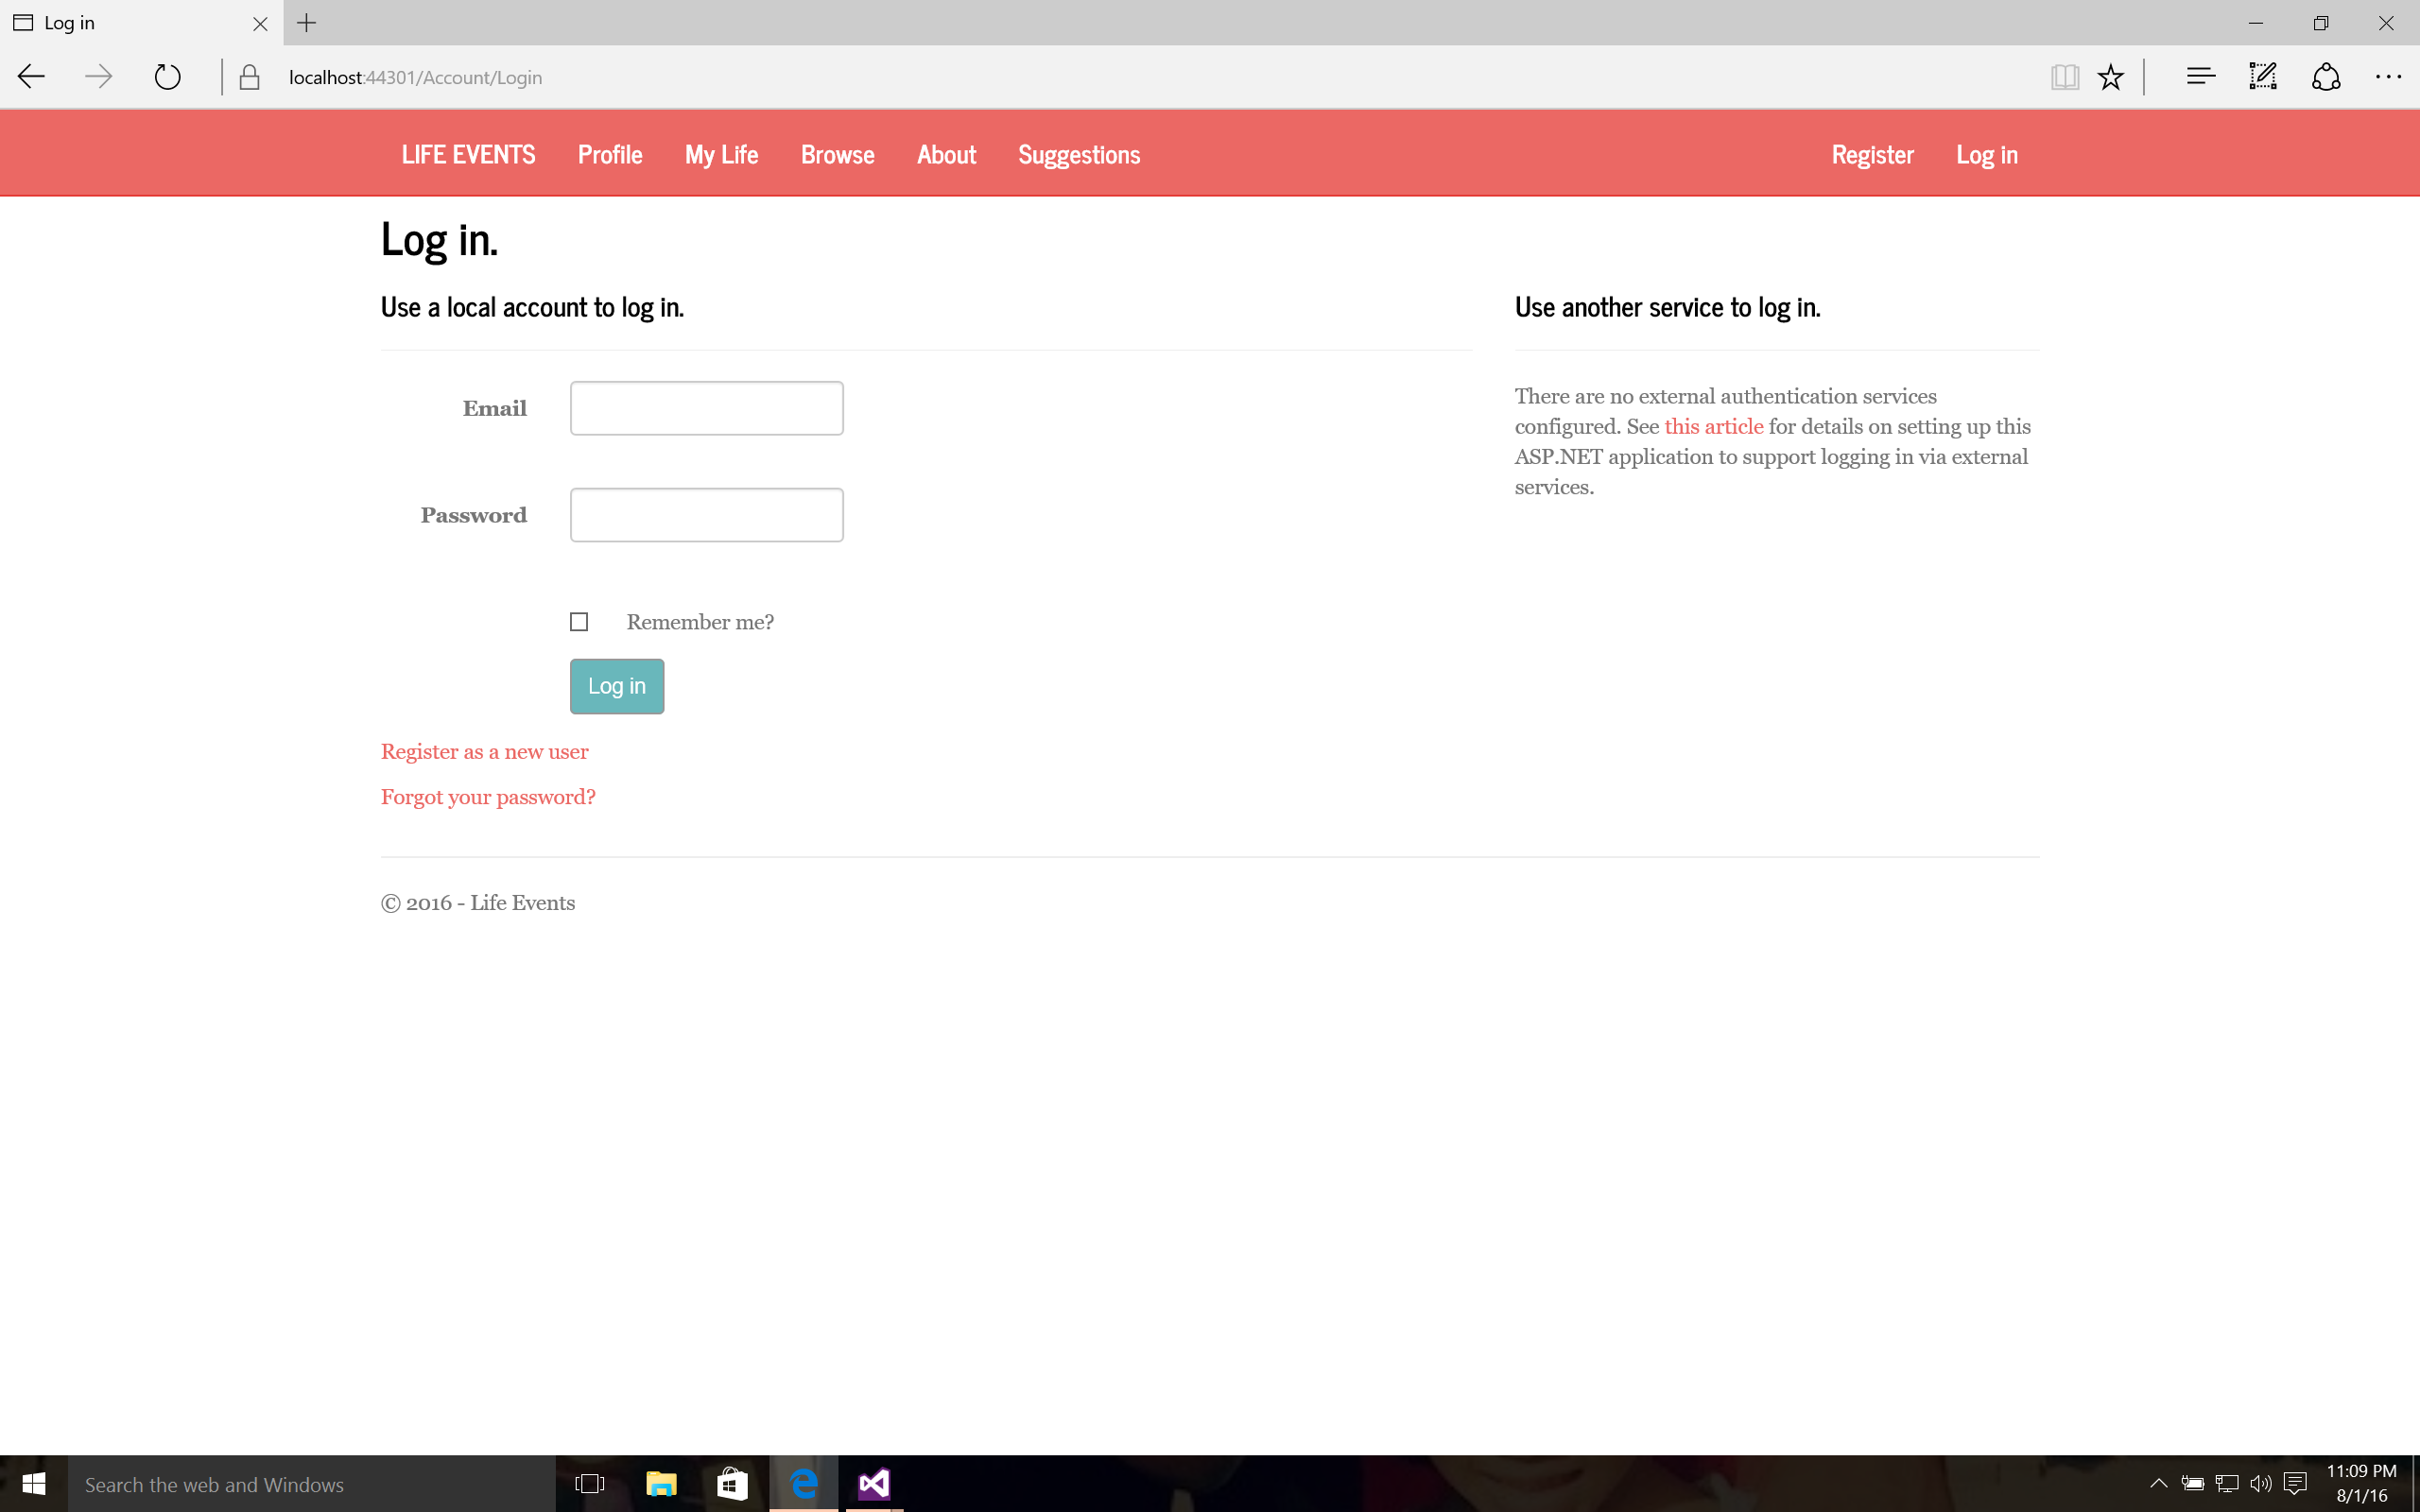 Log in
localhost:44301/Account/Login
LIFE EVENTS Profile My Life Browse About Suggestions Register Log in
Log in.
Use a local account to log in.
Email
Password
Remember me?
Log in
Register as a new user
Forgot your password?
Use another service to log in.
There are no external authentication services
configured. See this article for details on setting up this
ASP.NET application to support logging in via external
services.
© 2016 - Life Events
Search the web and Windows
11:09 PM
8/1/16